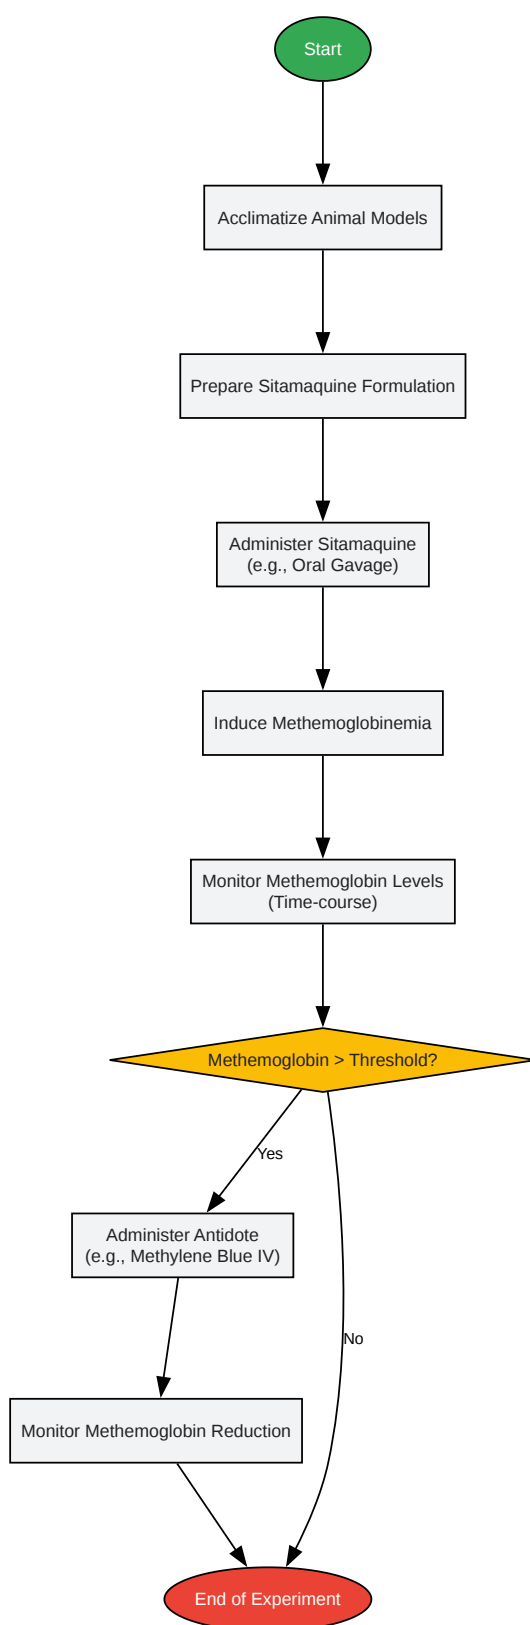 Start
Acclimatize Animal Models
Prepare Sitamaquine Formulation
Administer Sitamaquine
(e.g., Oral Gavage)
Induce Methemoglobinemia
Monitor Methemoglobin Levels
(Time-course)
Methemoglobin > Threshold?
Yes
Administer Antidote
(e.g., Methylene Blue IV)
No
Monitor Methemoglobin Reduction
End of Experiment